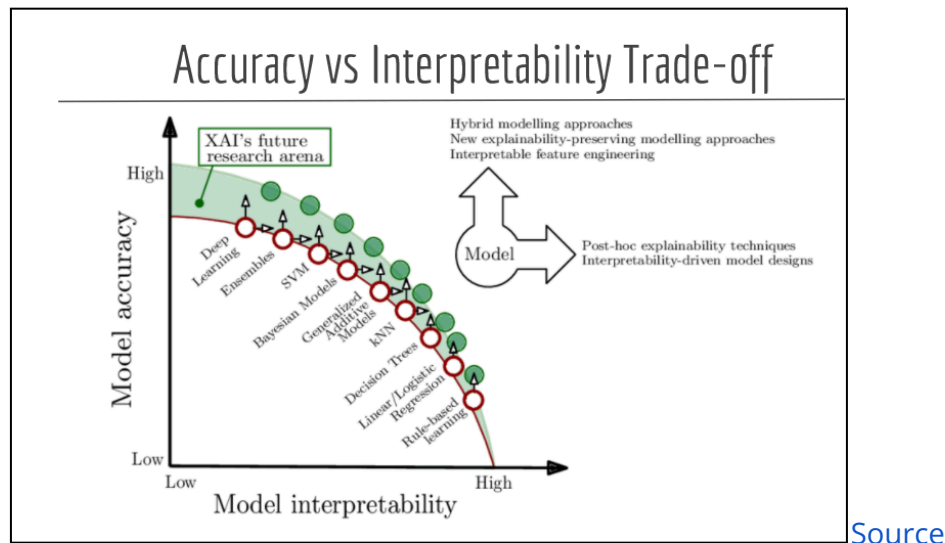 Accuracy vs Interpretability Trade-off
XAI's future
research arena
Hybrid modelling approaches
New explainability-preserving modelling approaches
Interpretable feature engineering
High
Model
Post-hoc explainability techniques
Interpretability-driven model designs
Model accuracy
Deep
Learning
Ensembles
SVM
Bayesian Models
Generalized
Additive
Models
kNN
Decision Trees
Linear/Logistic
Regression
Rule-based
learning
Low
Low
High
Model interpretability
Source